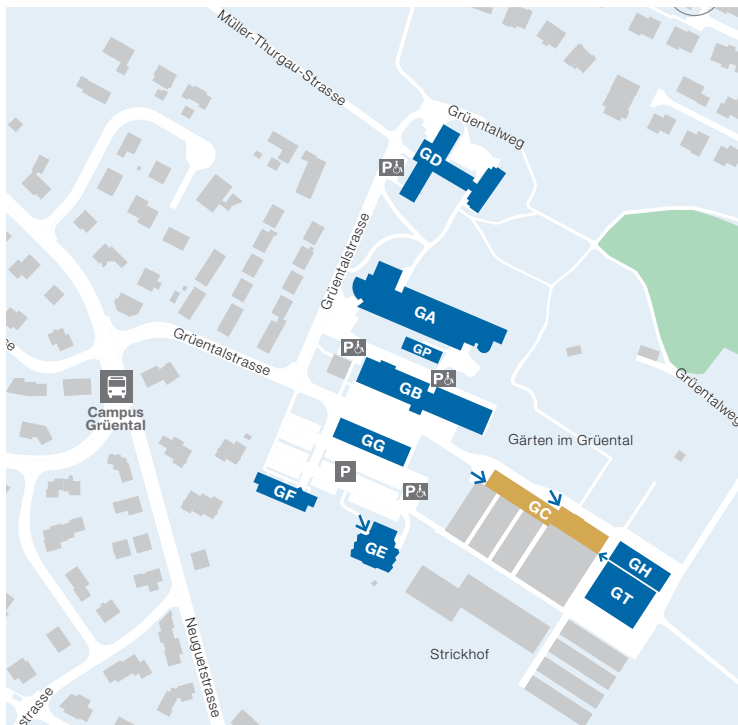 Müller-Thurgau-Strasse
Grüentalweg
GD
P
Grüentalstrasse
GA
Grüentalstrasse
P
GP
P
GB
Grüentalweg
Campus
Grüental
GG
Gärten im Grüental
P
GF
P
GC
GE
GH
GT
Neuguetstrasse
Strickhof